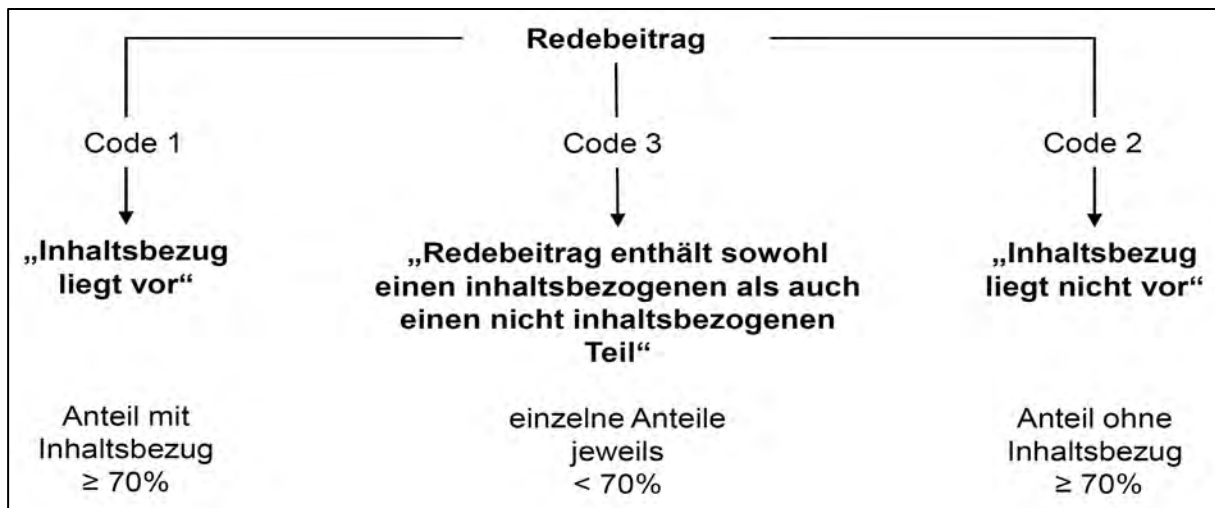 Redebeitrag
Code 1
Code 3
Code 2
„Inhaltsbezug
liegt vor“
„Redebeitrag enthält sowohl
einen inhaltsbezogenen als auch
einen nicht inhaltsbezogenen
Teil“
„Inhaltsbezug
liegt nicht vor“
Anteil mit
Inhaltsbezug
≥ 70%
einzelne Anteile
jeweils
< 70%
Anteil ohne
Inhaltsbezug
≥ 70%